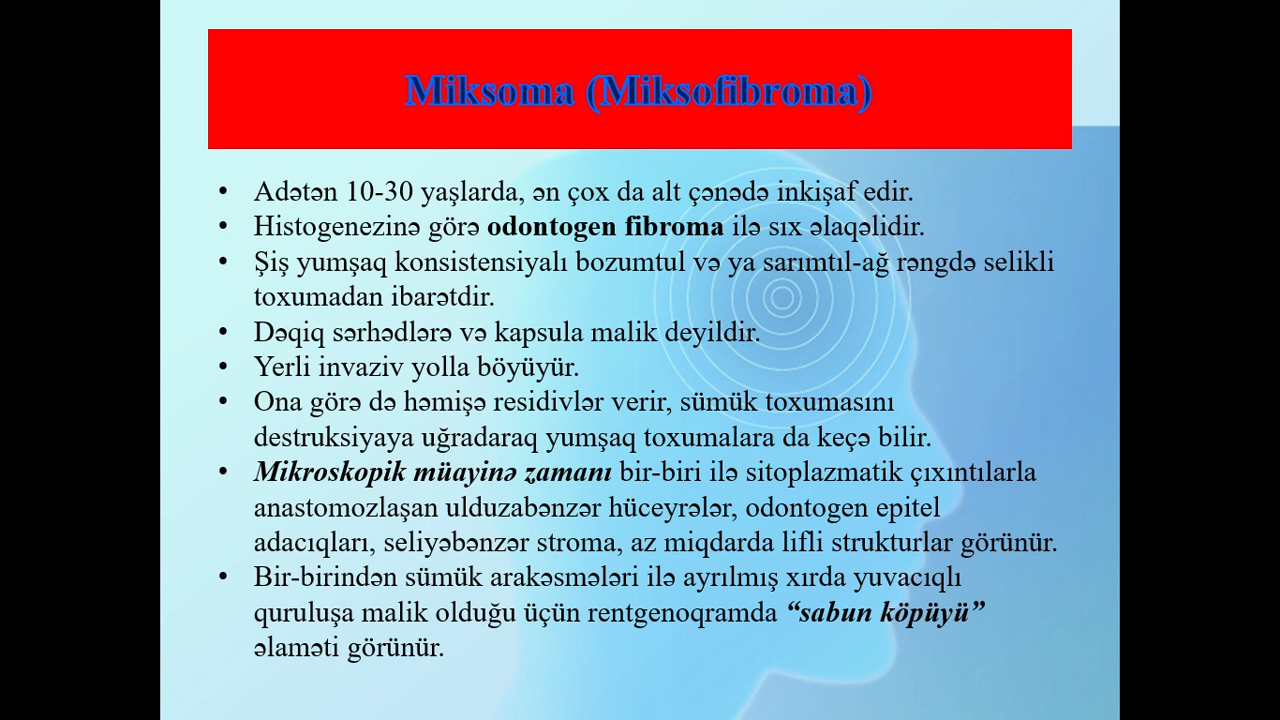 Miksoma (Miksofibroma)
• Adətən 10-30 yaşlarda, ən çox da alt çənədə inkişaf edir.
• Histogenezinə görə odontogen fibroma ilə sıx əlaqəlidir.
• Şiş yumşaq konsistensiyalı bozumtul və ya sarımtıl-ağ rəngdə selikli
toxumadan ibarətdir.
• Dəqiq sərhədlərə və kapsula malik deyildir.
• Yerli invaziv yolla böyüyür.
• Ona görə də həmişə residivlər verir, sümük toxumasını
destruksiyaya uğradaraq yumşaq toxumalara da keçə bilir.
• Mikroskopik müayinə zamanı bir-biri ilə sitoplazmatik çıxıntılarla
anastomozlaşan ulduzabənzər hüceyrələr, odontogen epitel
adacıqları, seliyəbənzər stroma, az miqdarda lifli strukturlar görünür.
• Bir-birindən sümük arakəsmələri ilə ayrılmış xırda yuvacıqlı
quruluşa malik olduğu üçün rentgenoqramda “sabun köpüyü”
əlaməti görünür.